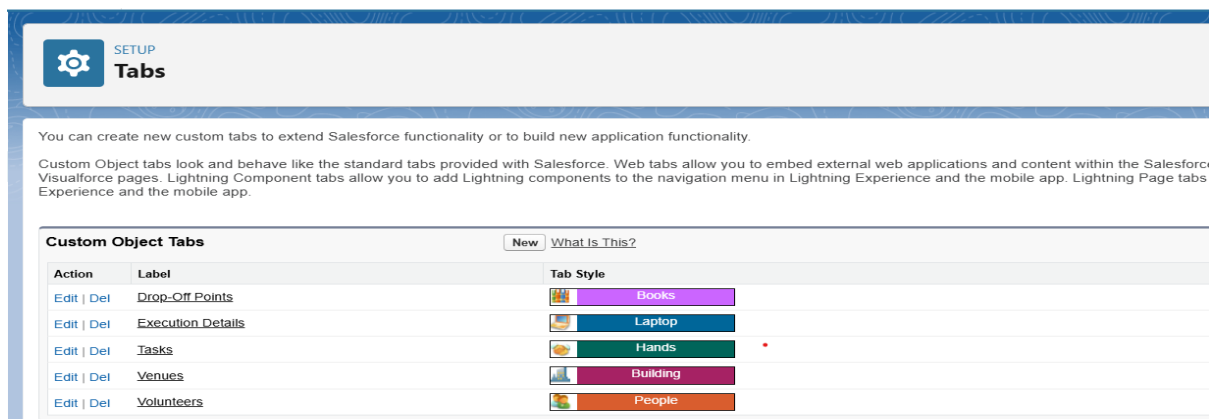 SETUP
Tabs
You can create new custom tabs to extend Salesforce functionality or to build new application functionality.
Custom Object tabs look and behave like the standard tabs provided with Salesforce. Web tabs allow you to embed external web applications and content within the Salesforce
Visualforce pages. Lightning Component tabs allow you to add Lightning components to the navigation menu in Lightning Experience and the mobile app. Lightning Page tabs
Experience and the mobile app.
Custom Object Tabs New What Is This?
Action Label Tab Style
Edit | Del Drop-Off Points Books
Edit | Del Execution Details Laptop
Edit | Del Tasks Hands
Edit | Del Venues Building
Edit | Del Volunteers People